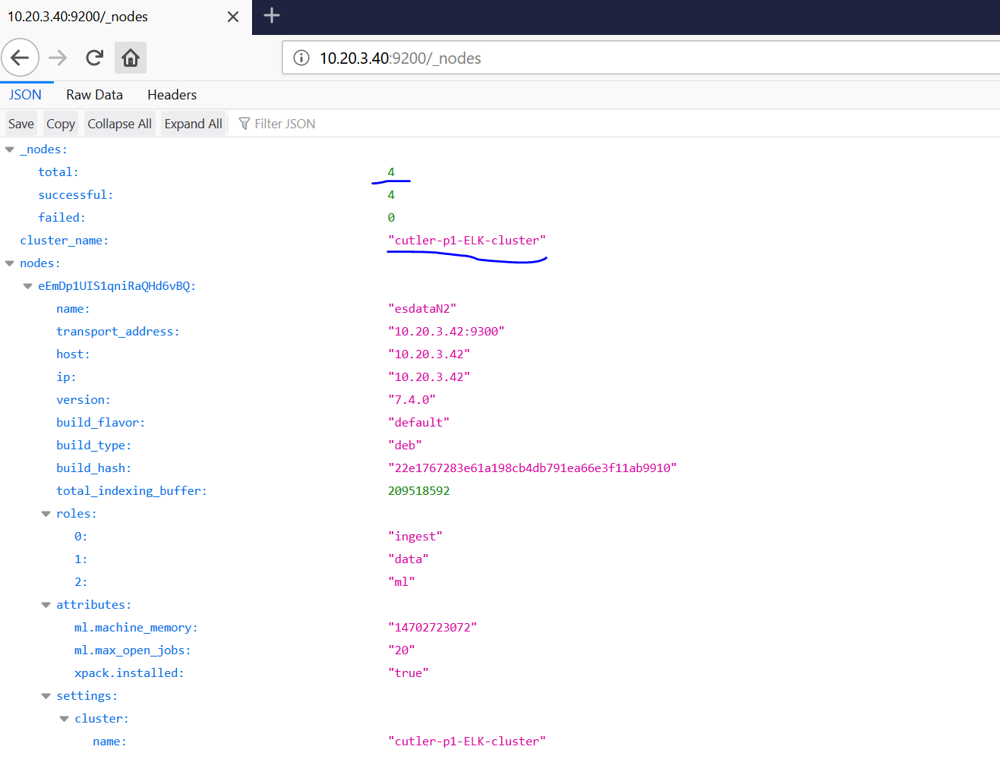 10.20.3.40:9200/_nodes
10.20.3.40:9200/_nodes
JSON Raw Data Headers
Save Copy Collapse All Expand All Filter JSON
_nodes:
total: 4
successful: 4
failed: 0
cluster_name: "cutler-p1-ELK-cluster"
nodes:
eEmDp1UIS1qniRaQHd6vBQ:
name: "esdataN2"
transport_address: "10.20.3.42:9300"
host: "10.20.3.42"
ip: "10.20.3.42"
version: "7.4.0"
build_flavor: "default"
build_type: "deb"
build_hash: "22e1767283e61a198cb4db791ea66e3f11ab9910"
total_indexing_buffer: 209518592
roles:
0: "ingest"
1: "data"
2: "ml"
attributes:
ml.machine_memory: "14702723072"
ml.max_open_jobs: "20"
xpack.installed: "true"
settings:
cluster:
name: "cutler-p1-ELK-cluster"